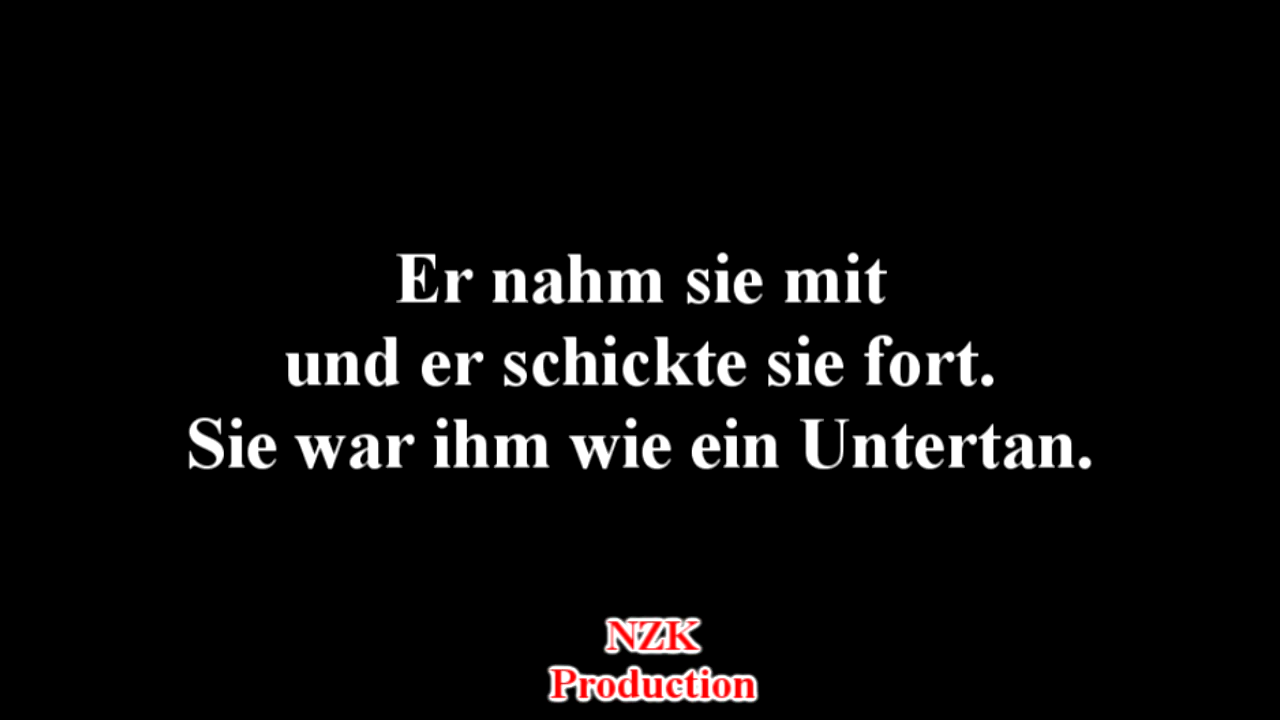 Er nahm sie mit
und er schickte sie fort.
Sie war ihm wie ein Untertan.
NZK
Production